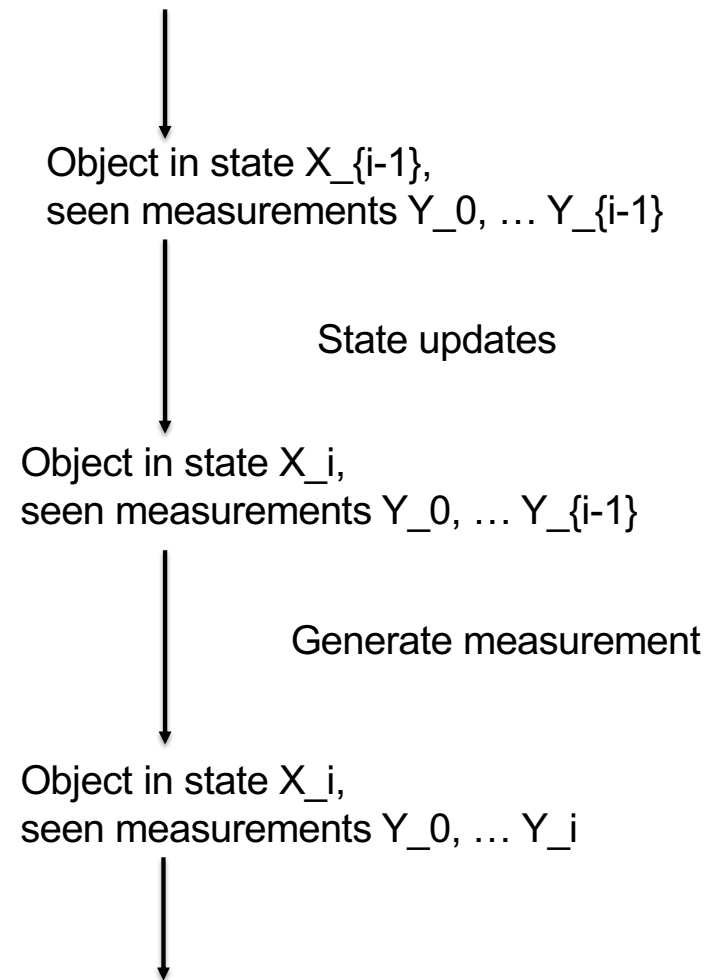 Object in state X_{i-1},
seen measurements Y_0, … Y_{i-1}
State updates
Object in state X_i,
seen measurements Y_0, … Y_{i-1}
Generate measurement
Object in state X_i,
seen measurements Y_0, … Y_i